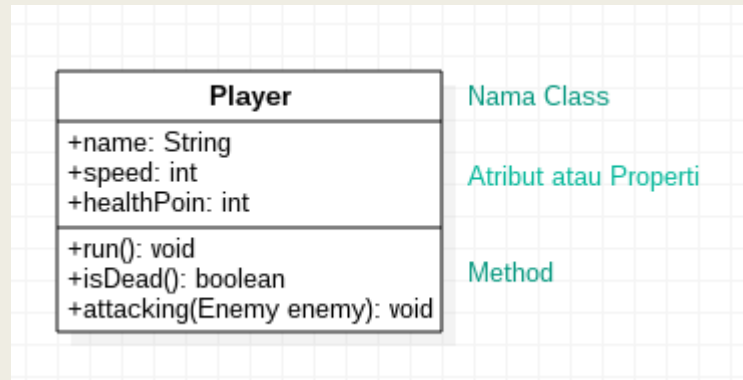 Player
Nama Class
+name: String
+speed: int
+healthPoin: int
Atribut atau Properti
+run(): void
+isDead(): boolean
+attacking(Enemy enemy): void
Method